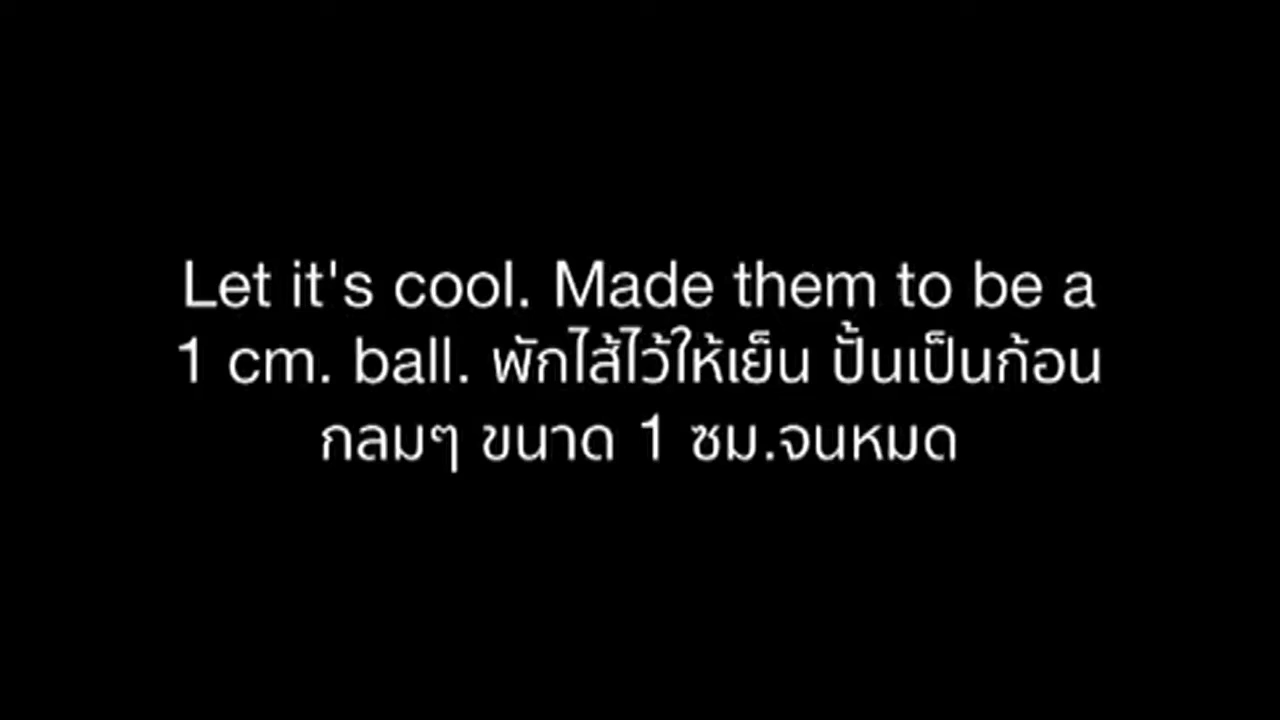 Let it's cool. Made them to be a
1 cm. ball. พักไส้ไว้ให้เย็น ปั้นเป็นก้อน
กลมๆ ขนาด 1 ซม.จนหมด